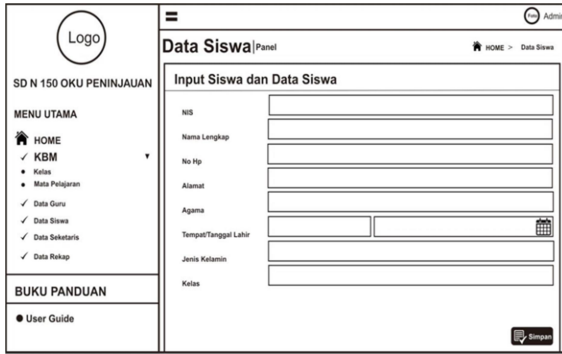 Logo
SD N 150 OKU PENINJAUAN
MENU UTAMA
HOME
KBM
Kelas
Mata Pelajaran
Data Guru
Data Siswa
Data Seketaris
Data Rekap
BUKU PANDUAN
User Guide
Foto Admin
Data Siswa|Panel
HOME > Data Siswa
Input Siswa dan Data Siswa
NIS
Nama Lengkap
No Hp
Alamat
Agama
Tempat/Tanggal Lahir
Jenis Kelamin
Kelas
Simpan